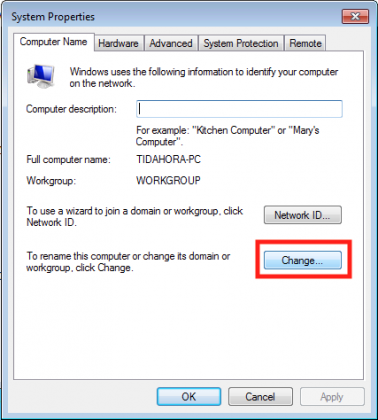 System Properties
Computer Name Hardware Advanced System Protection Remote
Windows uses the following information to identify your computer
on the network.
Computer description:
For example: "Kitchen Computer" or "Mary's
Computer".
Full computer name: TIDAHORA-PC
Workgroup: WORKGROUP
To use a wizard to join a domain or workgroup, click
Network ID.
Network ID...
To rename this computer or change its domain or
workgroup, click Change.
Change...
OK Cancel Apply